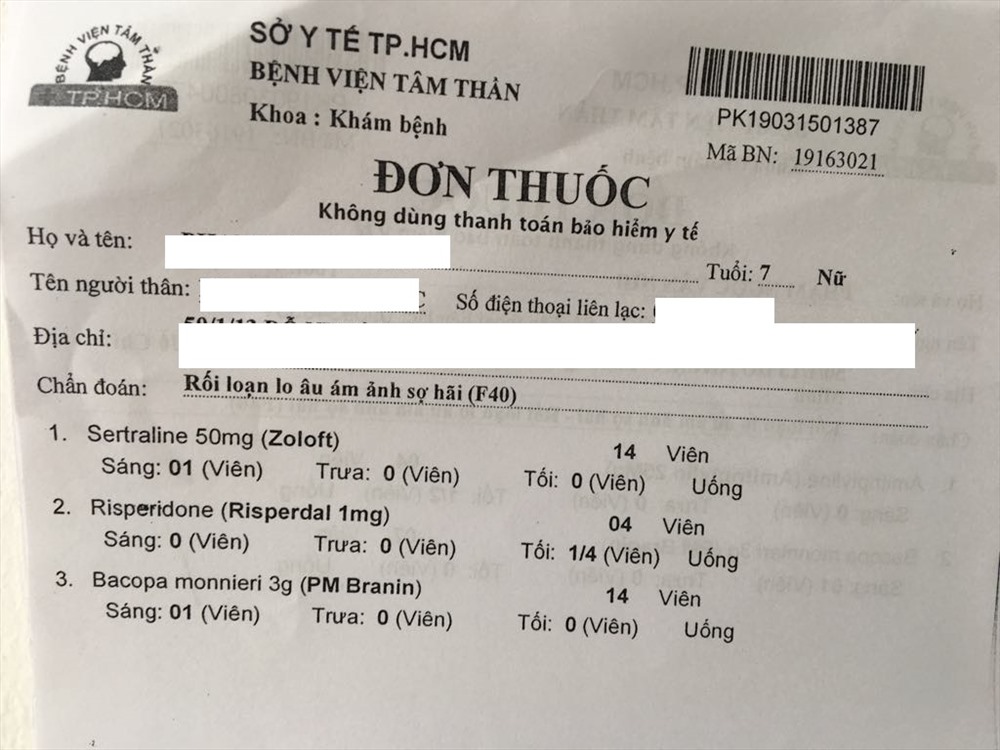 BỆNH VIỆN TÂM THẦN
TP.HCM
SỞ Y TẾ TP.HCM
BỆNH VIỆN TÂM THẦN
Khoa : Khám bệnh
PK19031501387
Mã BN: 19163021
ĐƠN THUỐC
Không dùng thanh toán bảo hiểm y tế
Họ và tên:
Tuổi: 7 Nữ
Tên người thân: Số điện thoại liên lạc:
Địa chỉ:
Chẩn đoán: Rối loạn lo âu ám ảnh sợ hãi (F40)
1. Sertraline 50mg (Zoloft) 14 Viên
Sáng: 01 (Viên) Trưa: 0 (Viên) Tối: 0 (Viên) Uống
2. Risperidone (Risperdal 1mg) 04 Viên
Sáng: 0 (Viên) Trưa: 0 (Viên) Tối: 1/4 (Viên) Uống
3. Bacopa monnieri 3g (PM Branin) 14 Viên
Sáng: 01 (Viên) Trưa: 0 (Viên) Tối: 0 (Viên) Uống